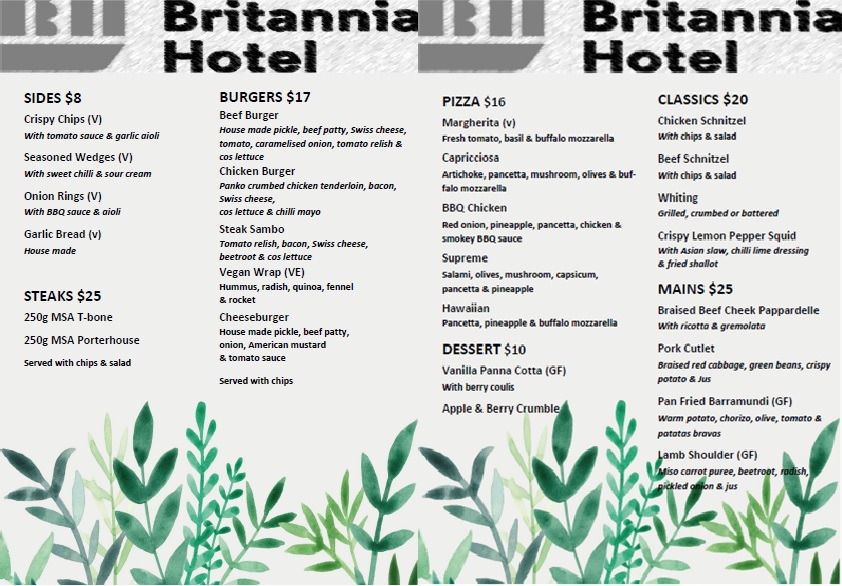 BH
Britannia
Hotel
SIDES $8
Crispy Chips (V)
With tomato sauce & garlic aioli
Seasoned Wedges (V)
With sweet chilli & sour cream
Onion Rings (V)
With BBQ sauce & aioli
Garlic Bread (v)
House made
STEAKS $25
250g MSA T-bone
250g MSA Porterhouse
Served with chips & salad
BURGERS $17
Beef Burger
House made pickle, beef patty, Swiss cheese,
tomato, caramelised onion, tomato relish &
cos lettuce
Chicken Burger
Panko crumbed chicken tenderloin, bacon,
Swiss cheese,
cos lettuce & chilli mayo
Steak Sambo
Tomato relish, bacon, Swiss cheese,
beetroot & cos lettuce
Vegan Wrap (VE)
Hummus, radish, quinoa, fennel
& rocket
Cheeseburger
House made pickle, beef patty,
onion, American mustard
& tomato sauce
Served with chips
BH
Britannia
Hotel
PIZZA $16
Margherita (v)
Fresh tomato, basil & buffalo mozzarella
Capricciosa
Artichoke, pancetta, mushroom, olives & buf-
falo mozzarella
BBQ Chicken
Red onion, pineapple, pancetta, chicken &
smokey BBQ sauce
Supreme
Salami, olives, mushroom, capsicum,
pancetta & pineapple
Hawaiian
Pancetta, pineapple & buffalo mozzarella
DESSERT $10
Vanilla Panna Cotta (GF)
With berry coulis
Apple & Berry Crumble
CLASSICS $20
Chicken Schnitzel
With chips & salad
Beef Schnitzel
With chips & salad
Whiting
Grilled, crumbed or battered
Crispy Lemon Pepper Squid
With Asian slaw, chilli lime dressing
& fried shallot
MAINS $25
Braised Beef Cheek Pappardelle
With ricotta & gremolata
Pork Cutlet
Braised red cabbage, green beans, crispy
potato & Jus
Pan Fried Barramundi (GF)
Warm potato, chorizo, olive, tomato &
patatas bravas
Lamb Shoulder (GF)
Miso carrot puree, beetroot, radish,
pickled onion & jus